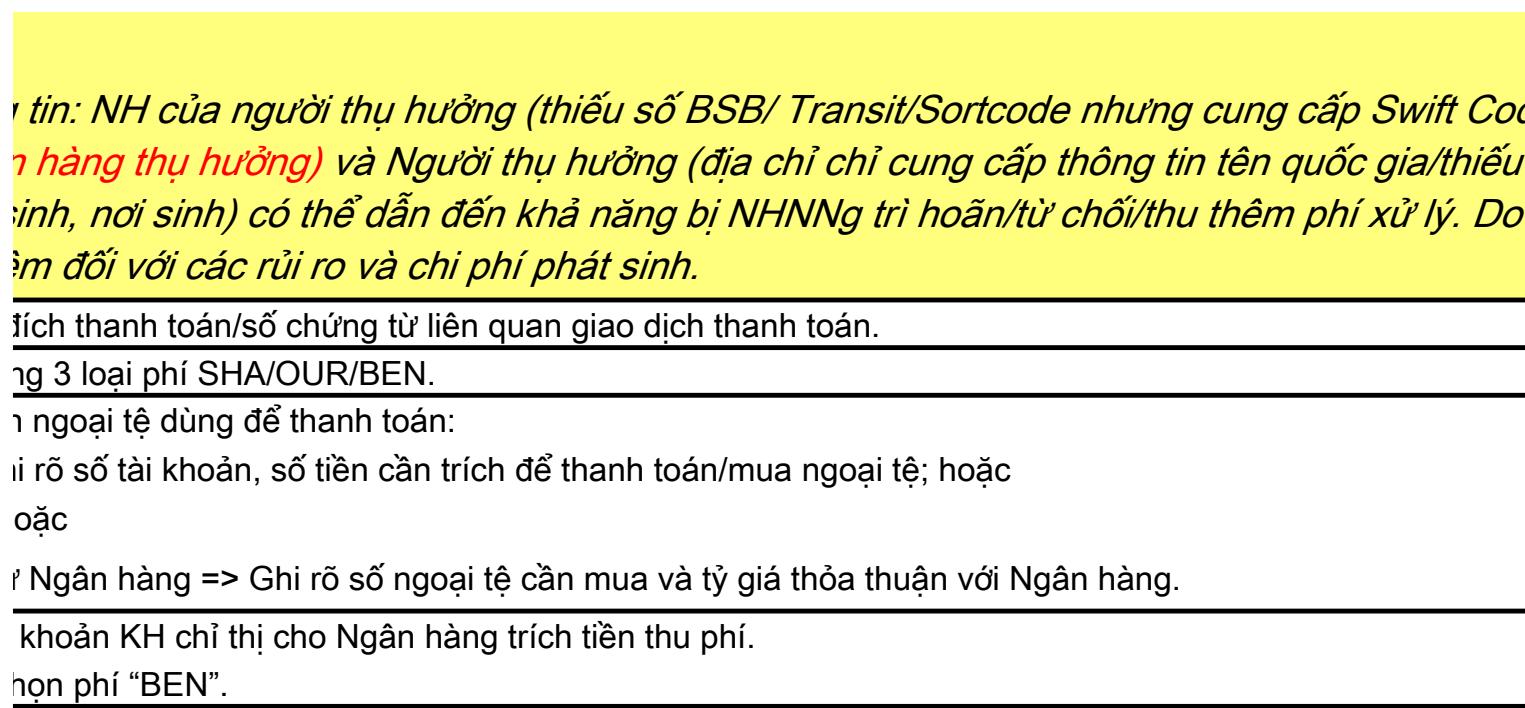 tin: NH của người thụ hưởng (thiếu số BSB/ Transit/Sortcode nhưng cung cấp Swift
hàng thụ hưởng) và Người thụ hưởng (địa chỉ chỉ cung cấp thông tin tên quốc gia/thiếu
sinh, nơi sinh) có thể dẫn đến khả năng bị NHNNg trì hoãn/từ chối/thu thêm phí xử lý. Do
đối với các rủi ro và chi phí phát sinh.
đích thanh toán/số chứng từ liên quan giao dịch thanh toán.
3 loại phí SHA/OUR/BEN.
ngoại tệ dùng để thanh toán:
rõ số tài khoản, số tiền cần trích để thanh toán/mua ngoại tệ; hoặc
oặc
Ngân hàng => Ghi rõ số ngoại tệ cần mua và tỷ giá thỏa thuận với Ngân hàng.
khoản KH chỉ thị cho Ngân hàng trích tiền thu phí.
họn phí “BEN”.